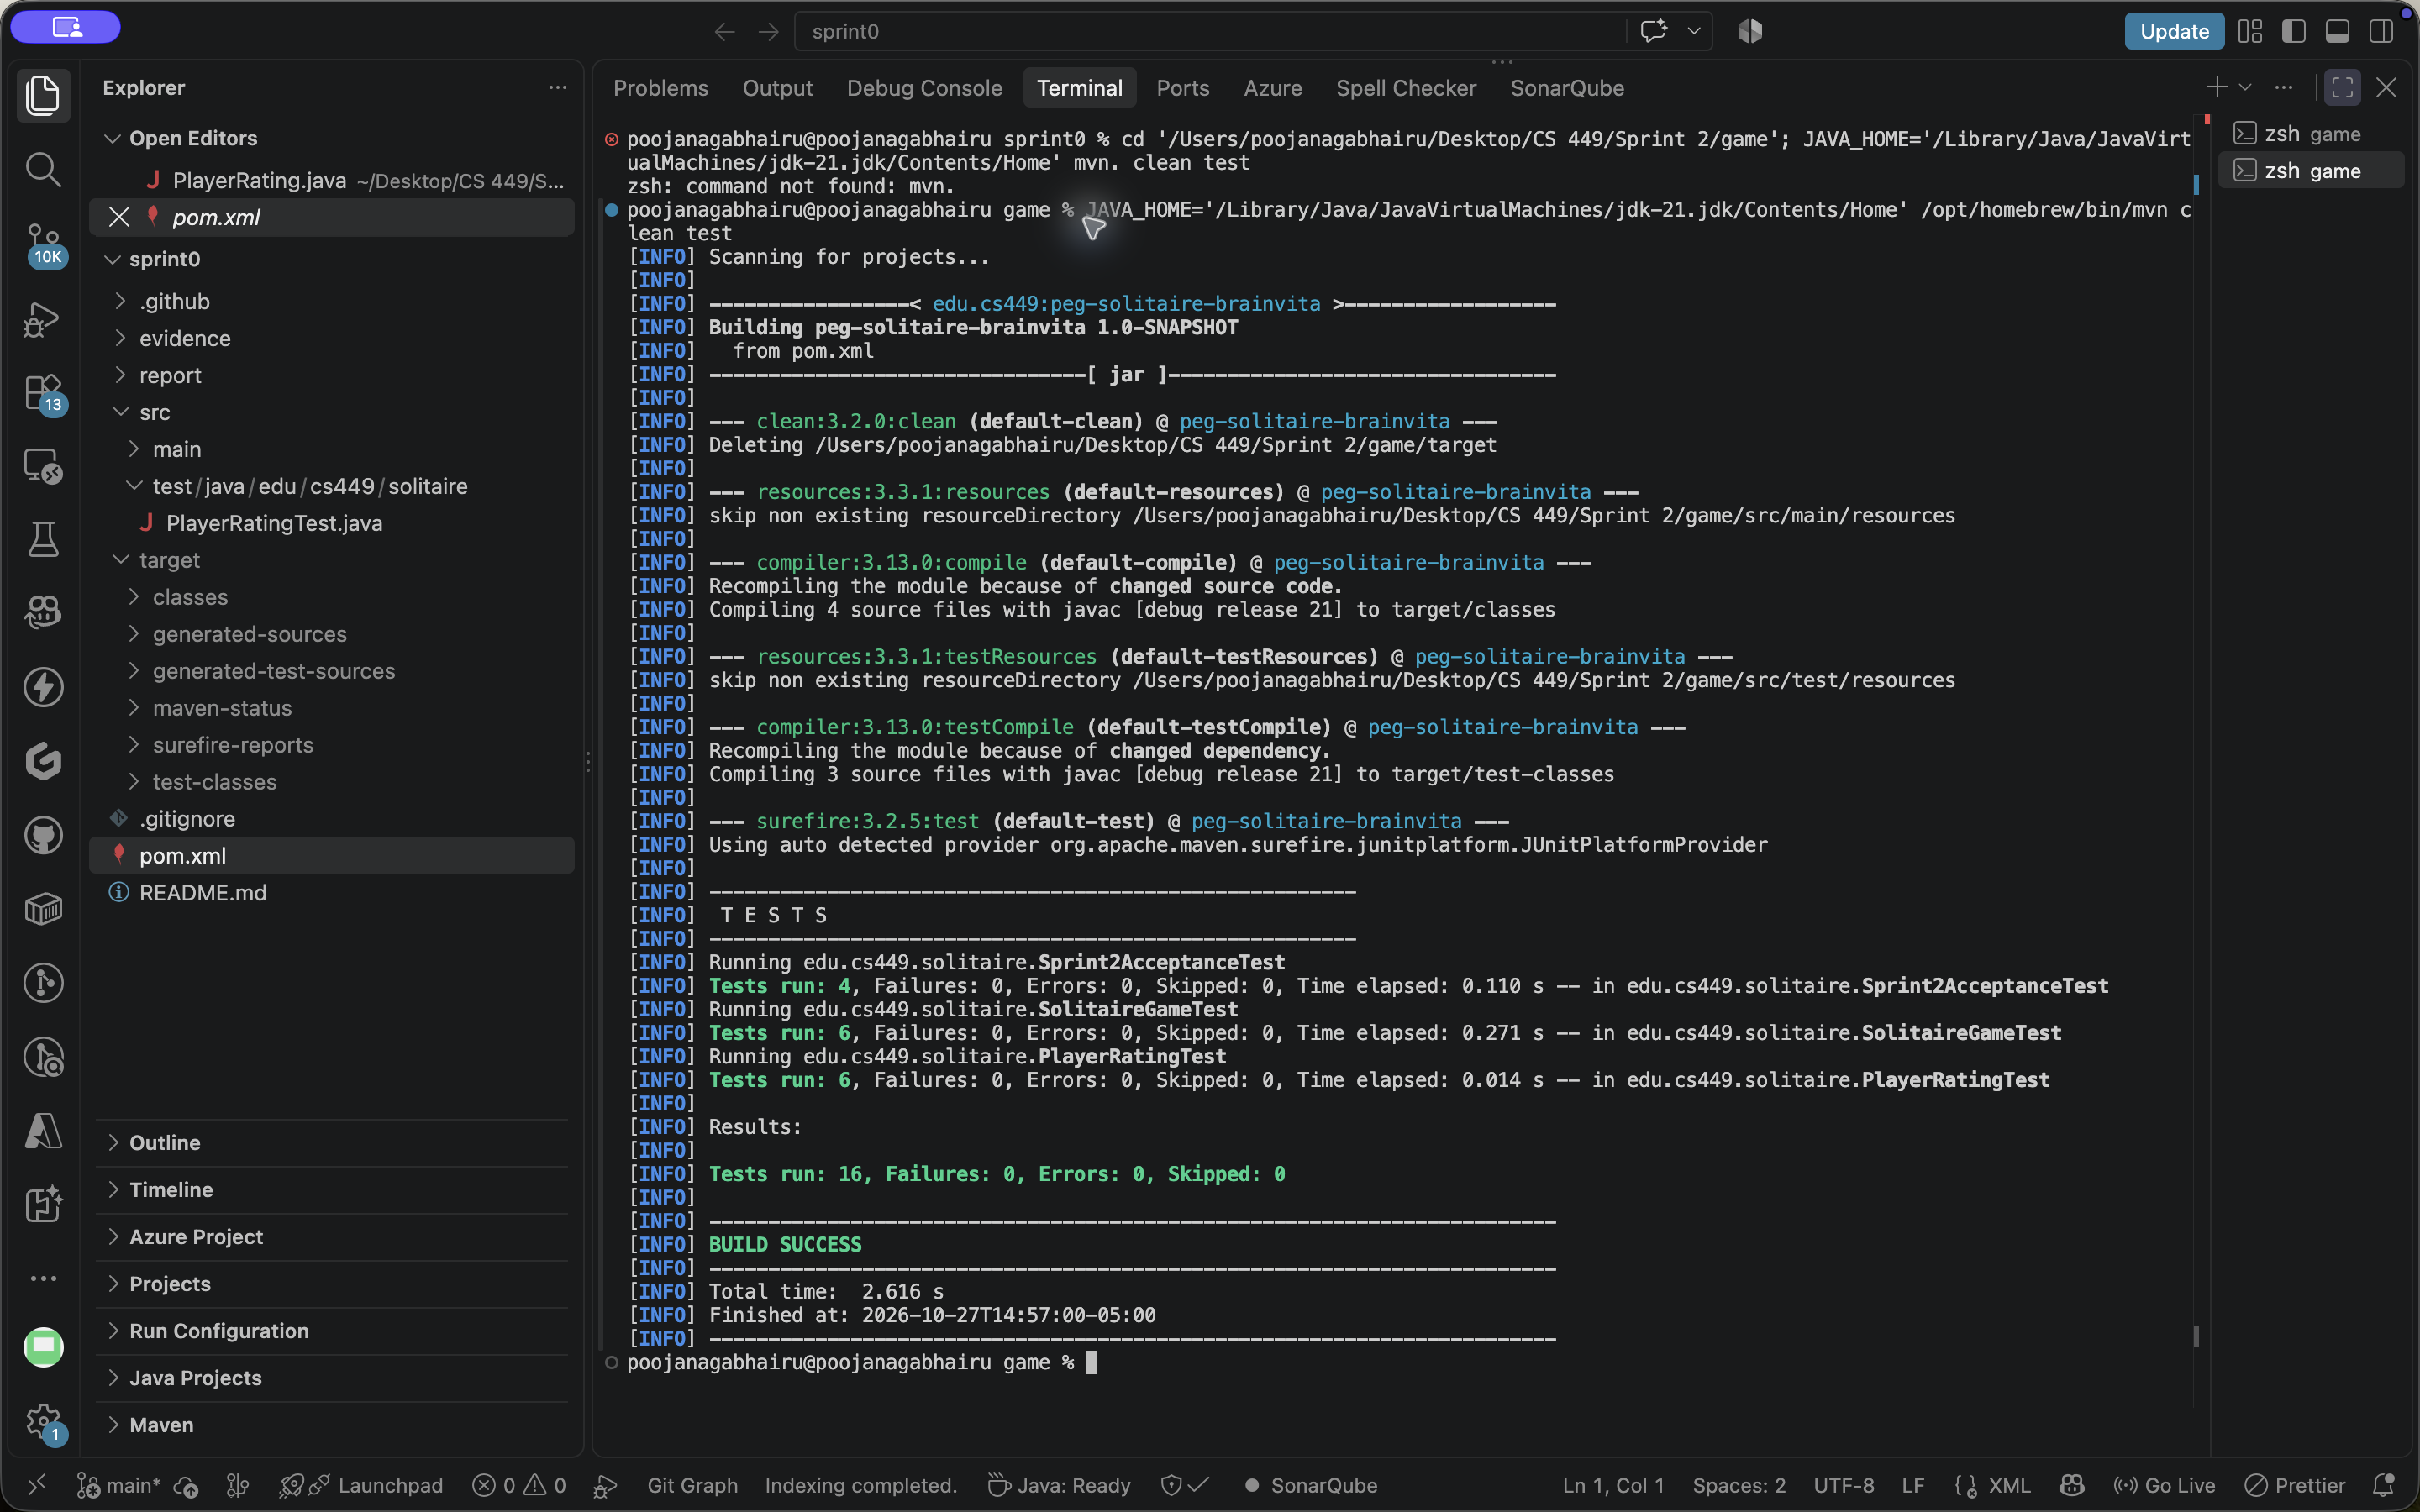 sprint0
Update
Explorer
Open Editors
PlayerRating.java ~/Desktop/CS 449/S...
pom.xml
sprint0
.github
evidence
report
src
main
test/java/edu/cs449/solitaire
PlayerRatingTest.java
target
classes
generated-sources
generated-test-sources
maven-status
surefire-reports
test-classes
.gitignore
pom.xml
README.md
Outline
Timeline
Azure Project
Projects
Run Configuration
Java Projects
Maven
10K
13
1
Problems Output Debug Console Terminal Ports Azure Spell Checker SonarQube
poojanagabhairu@poojanagabhairu sprint0 % cd '/Users/poojanagabhairu/Desktop/CS 449/Sprint 2/game'; JAVA_HOME='/Library/Java/JavaVirt
ualMachines/jdk-21.jdk/Contents/Home' mvn. clean test
zsh: command not found: mvn.
poojanagabhairu@poojanagabhairu game % JAVA_HOME='/Library/Java/JavaVirtualMachines/jdk-21.jdk/Contents/Home' /opt/homebrew/bin/mvn c
lean test
[INFO] Scanning for projects...
[INFO]
[INFO] -----------------< edu.cs449:peg-solitaire-brainvita >------------------
[INFO] Building peg-solitaire-brainvita 1.0-SNAPSHOT
[INFO]   from pom.xml
[INFO] --------------------------------[ jar ]---------------------------------
[INFO]
[INFO] --- clean:3.2.0:clean (default-clean) @ peg-solitaire-brainvita ---
[INFO] Deleting /Users/poojanagabhairu/Desktop/CS 449/Sprint 2/game/target
[INFO]
[INFO] --- resources:3.3.1:resources (default-resources) @ peg-solitaire-brainvita ---
[INFO] skip non existing resourceDirectory /Users/poojanagabhairu/Desktop/CS 449/Sprint 2/game/src/main/resources
[INFO]
[INFO] --- compiler:3.13.0:compile (default-compile) @ peg-solitaire-brainvita ---
[INFO] Recompiling the module because of changed source code.
[INFO] Compiling 4 source files with javac [debug release 21] to target/classes
[INFO]
[INFO] --- resources:3.3.1:testResources (default-testResources) @ peg-solitaire-brainvita ---
[INFO] skip non existing resourceDirectory /Users/poojanagabhairu/Desktop/CS 449/Sprint 2/game/src/test/resources
[INFO]
[INFO] --- compiler:3.13.0:testCompile (default-testCompile) @ peg-solitaire-brainvita ---
[INFO] Recompiling the module because of changed dependency.
[INFO] Compiling 3 source files with javac [debug release 21] to target/test-classes
[INFO]
[INFO] --- surefire:3.2.5:test (default-test) @ peg-solitaire-brainvita ---
[INFO] Using auto detected provider org.apache.maven.surefire.junitplatform.JUnitPlatformProvider
[INFO]
[INFO] -------------------------------------------------------
[INFO]  T E S T S
[INFO] -------------------------------------------------------
[INFO] Running edu.cs449.solitaire.Sprint2AcceptanceTest
[INFO] Tests run: 4, Failures: 0, Errors: 0, Skipped: 0, Time elapsed: 0.110 s -- in edu.cs449.solitaire.Sprint2AcceptanceTest
[INFO] Running edu.cs449.solitaire.SolitaireGameTest
[INFO] Tests run: 6, Failures: 0, Errors: 0, Skipped: 0, Time elapsed: 0.271 s -- in edu.cs449.solitaire.SolitaireGameTest
[INFO] Running edu.cs449.solitaire.PlayerRatingTest
[INFO] Tests run: 6, Failures: 0, Errors: 0, Skipped: 0, Time elapsed: 0.014 s -- in edu.cs449.solitaire.PlayerRatingTest
[INFO]
[INFO] Results:
[INFO]
[INFO] Tests run: 16, Failures: 0, Errors: 0, Skipped: 0
[INFO]
[INFO] ------------------------------------------------------------------------
[INFO] BUILD SUCCESS
[INFO] ------------------------------------------------------------------------
[INFO] Total time:  2.616 s
[INFO] Finished at: 2026-10-27T14:57:00-05:00
[INFO] ------------------------------------------------------------------------
poojanagabhairu@poojanagabhairu game %
zsh game
zsh game
main* Launchpad 0 0 Git Graph Indexing completed. Java: Ready SonarQube Ln 1, Col 1 Spaces: 2 UTF-8 LF XML Go Live Prettier